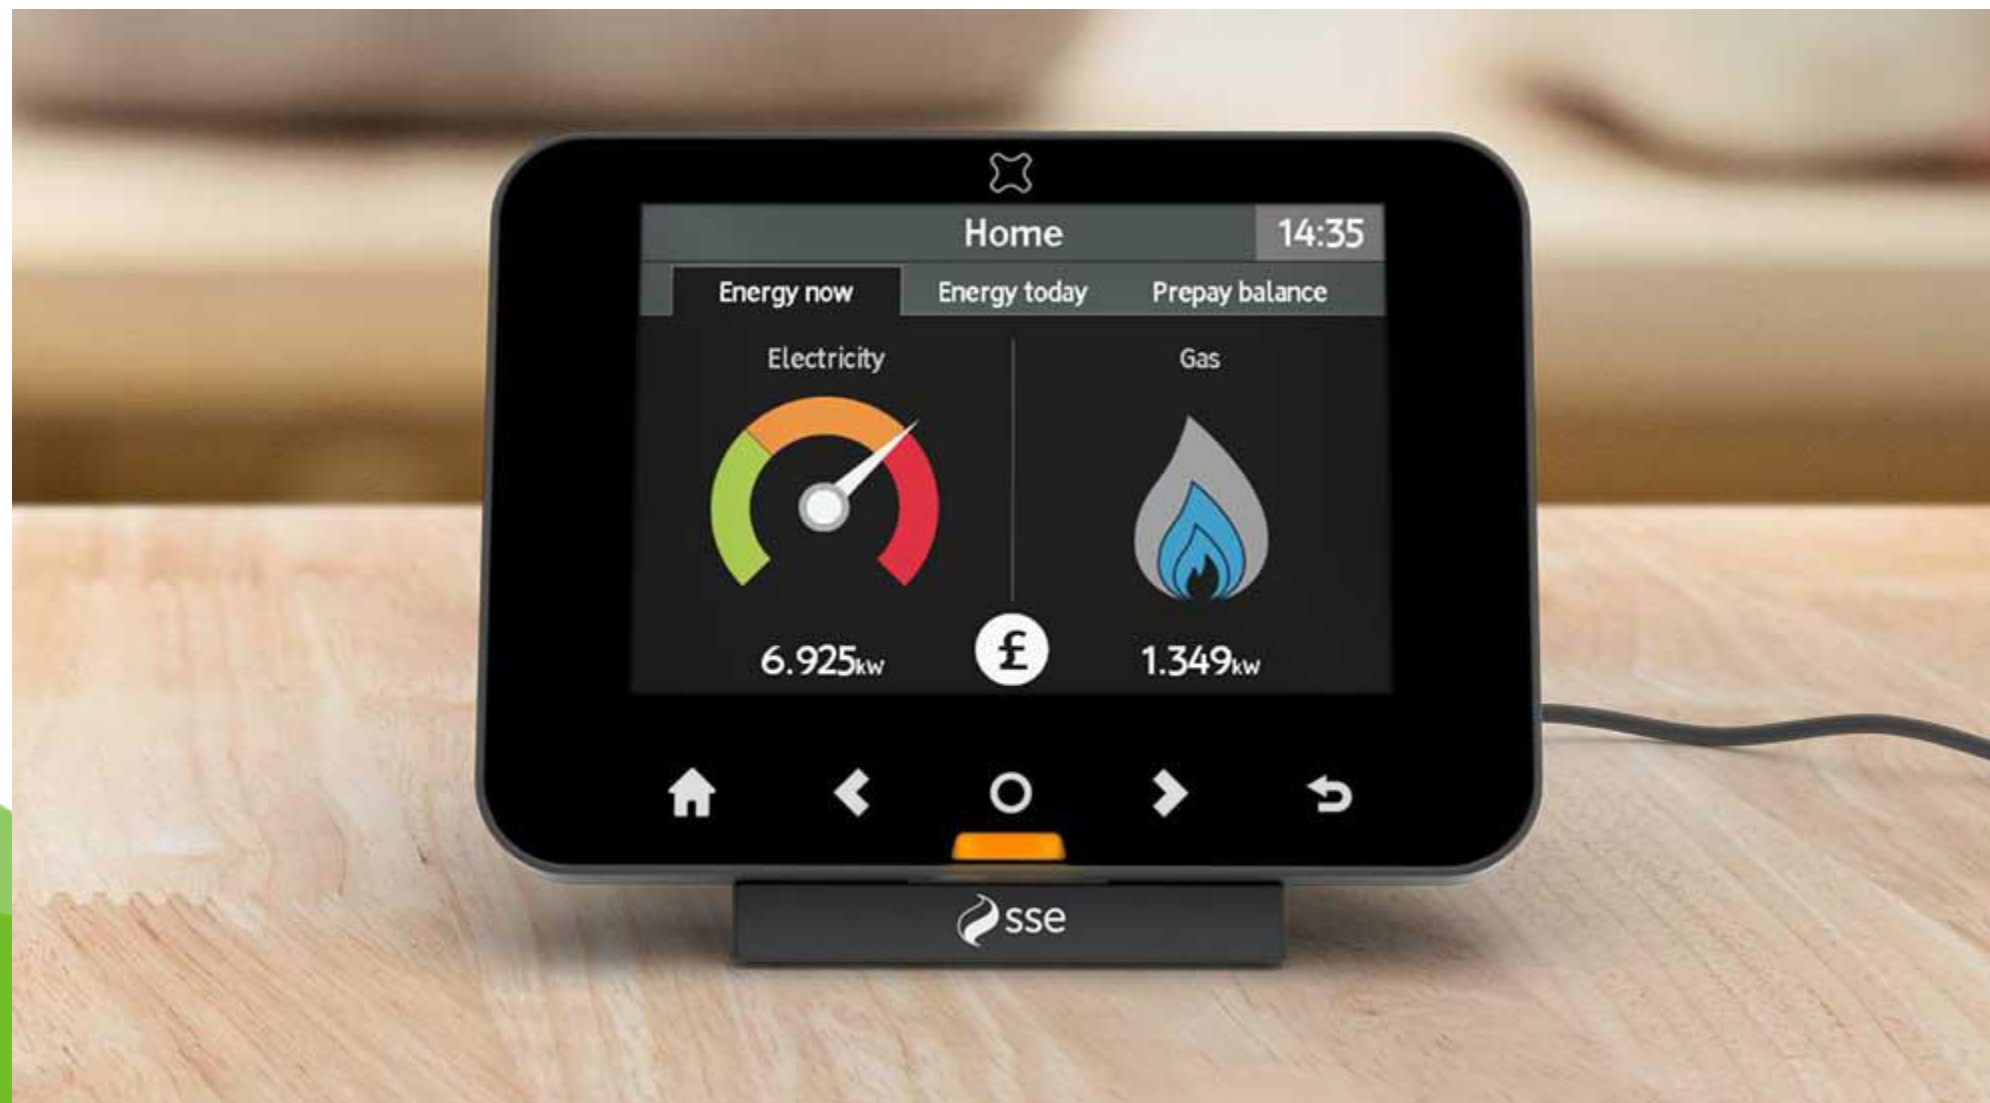 Home 14:35
Energy now Energy today Prepay balance
Electricity Gas
6.925kW £ 1.349kW
sse